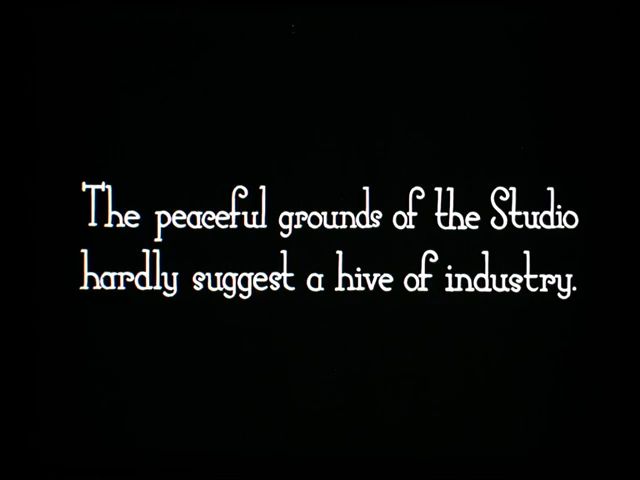 The peaceful grounds of the Studio
hardly suggest a hive of industry.